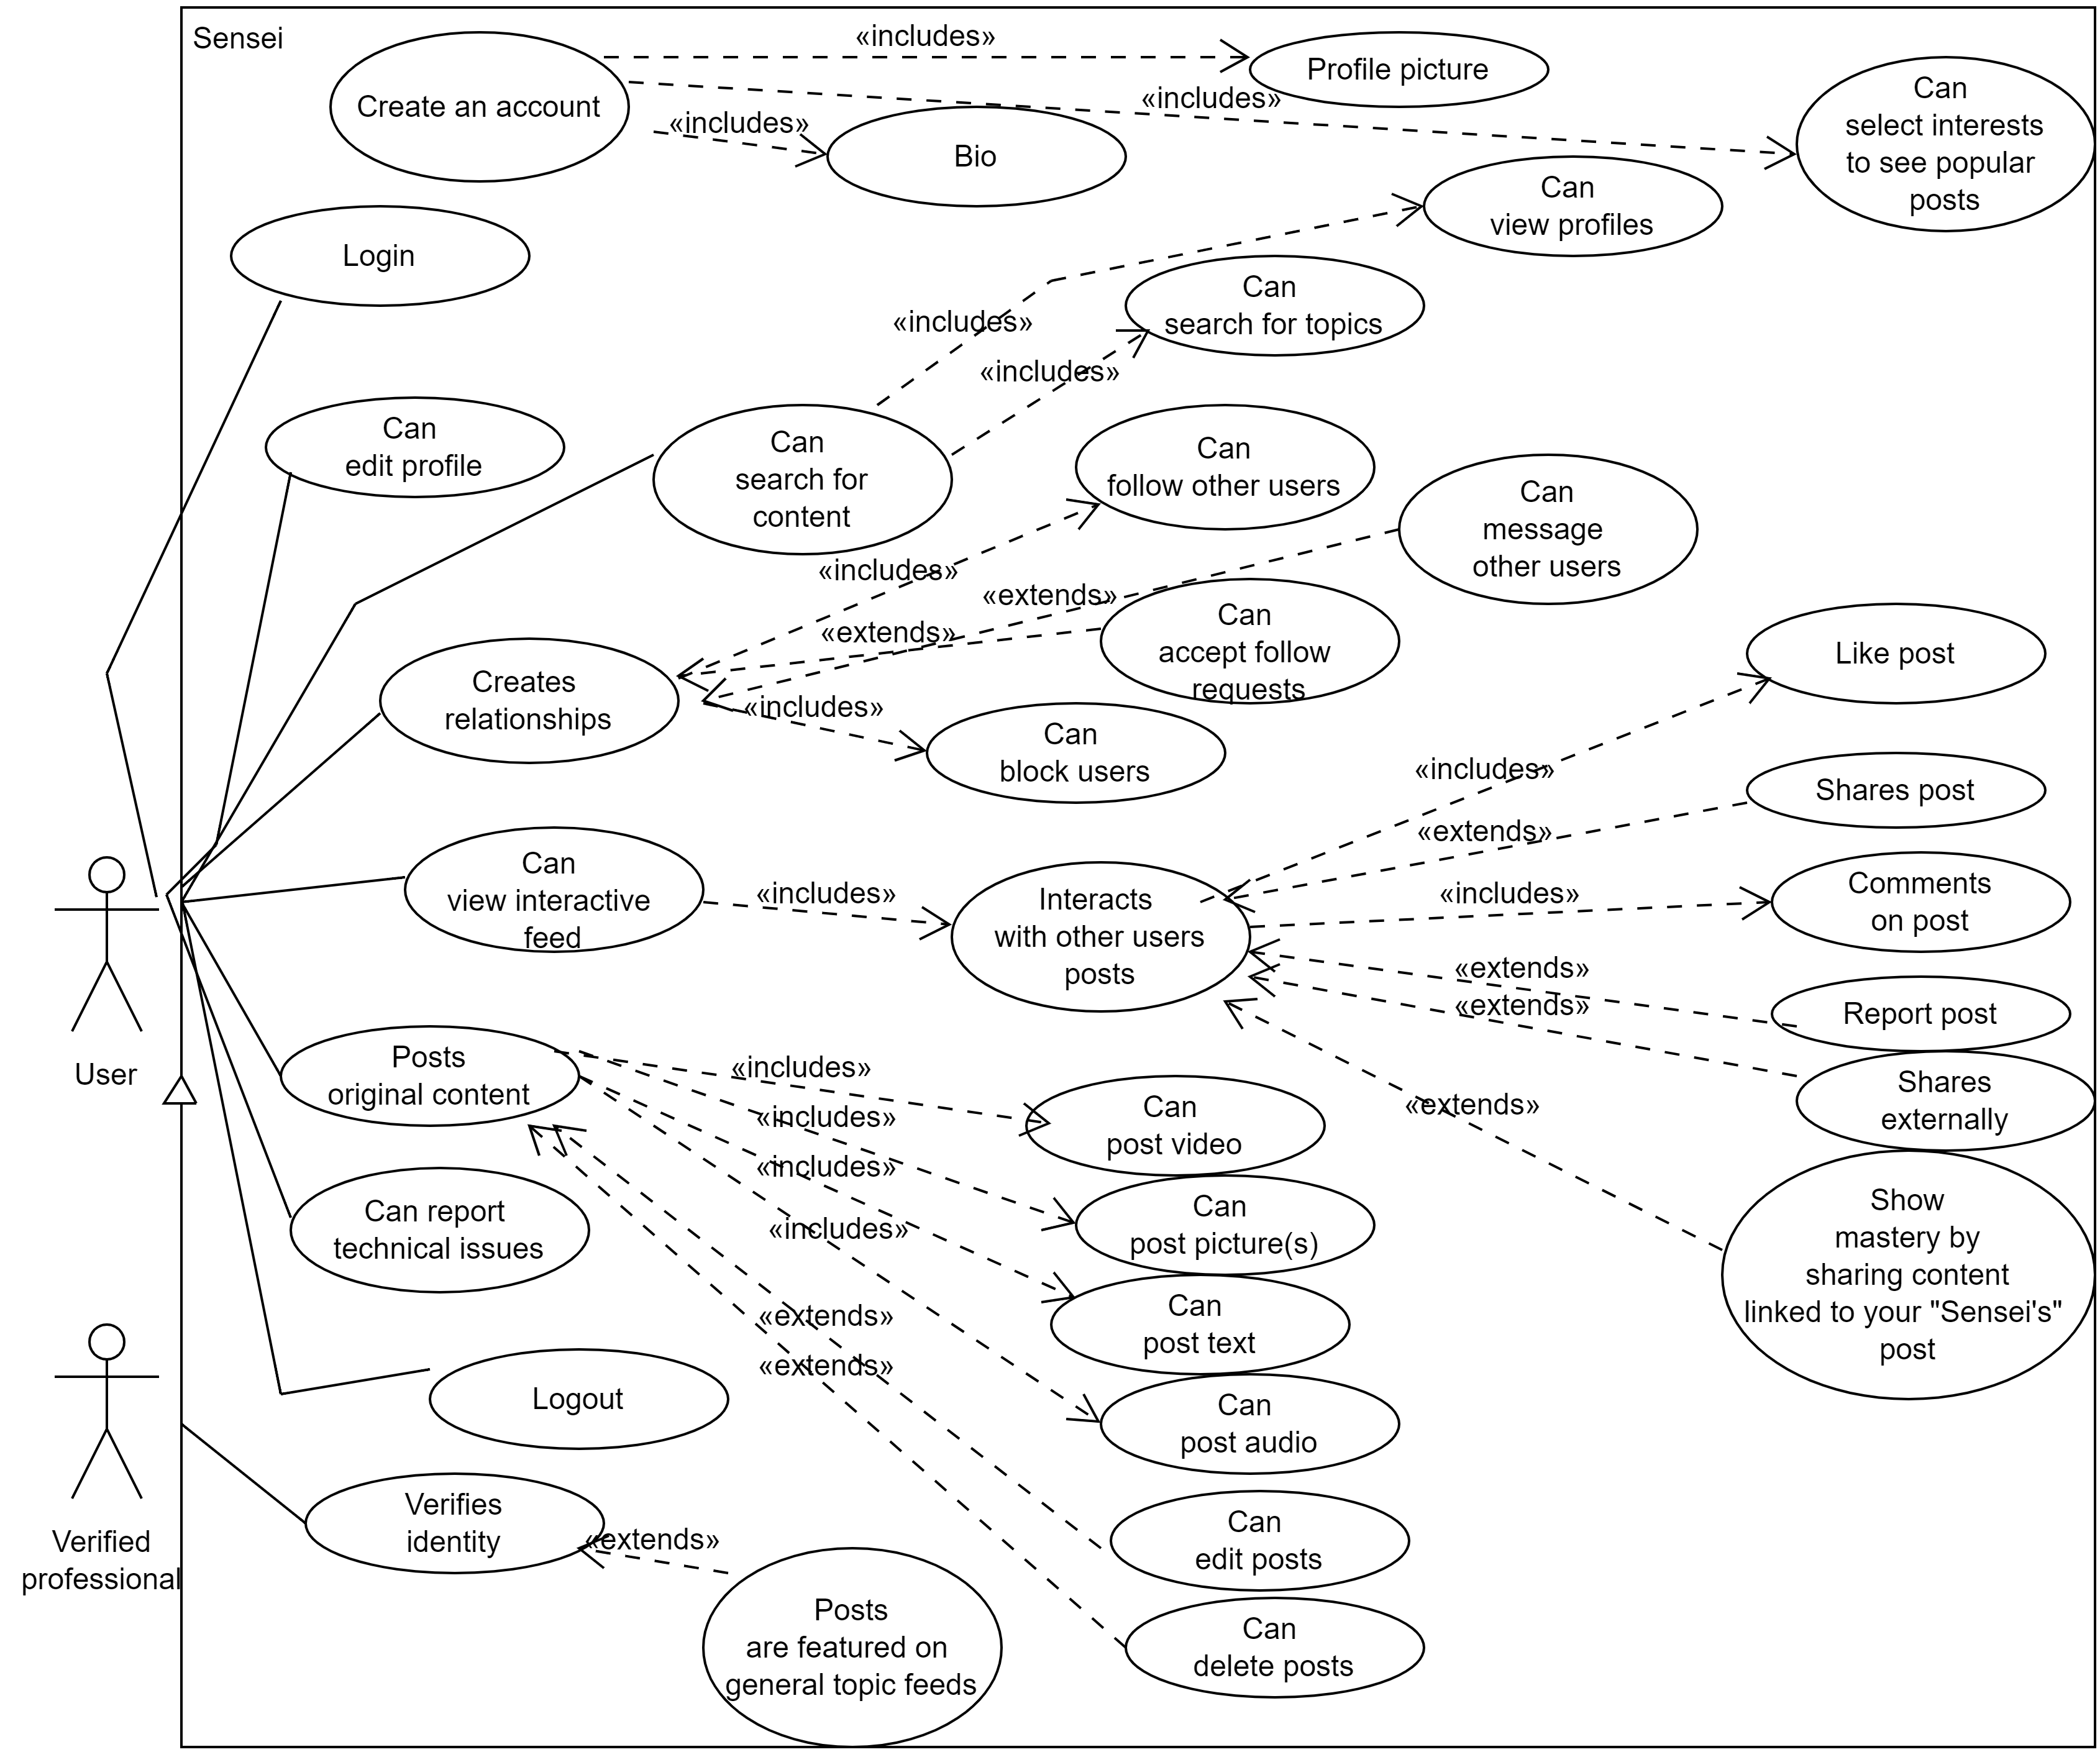 Sensei
«includes»
Create an account
Profile picture
«includes»
«includes»
Bio
Can
select interests
to see popular
posts
Can
view profiles
Login
Can
search for topics
«includes»
«includes»
Can
edit profile
Can
search for
content
Can
follow other users
Can
message
other users
«includes»
«extends»
«extends»
Can
accept follow
requests
Creates
relationships
«includes»
Can
block users
Like post
«includes»
Shares post
«extends»
Can
view interactive
feed
«includes»
Interacts
with other users
posts
«includes»
Comments
on post
«extends»
«extends»
Report post
User
Posts
original content
«includes»
«includes»
«includes»
«includes»
Can
post video
«extends»
Shares
externally
Can report
technical issues
Can
post picture(s)
Show
mastery by
sharing content
linked to your "Sensei's"
post
«extends»
«extends»
Can
post text
Logout
Can
post audio
Verified
professional
Verifies
identity
«extends»
Can
edit posts
Posts
are featured on
general topic feeds
Can
delete posts